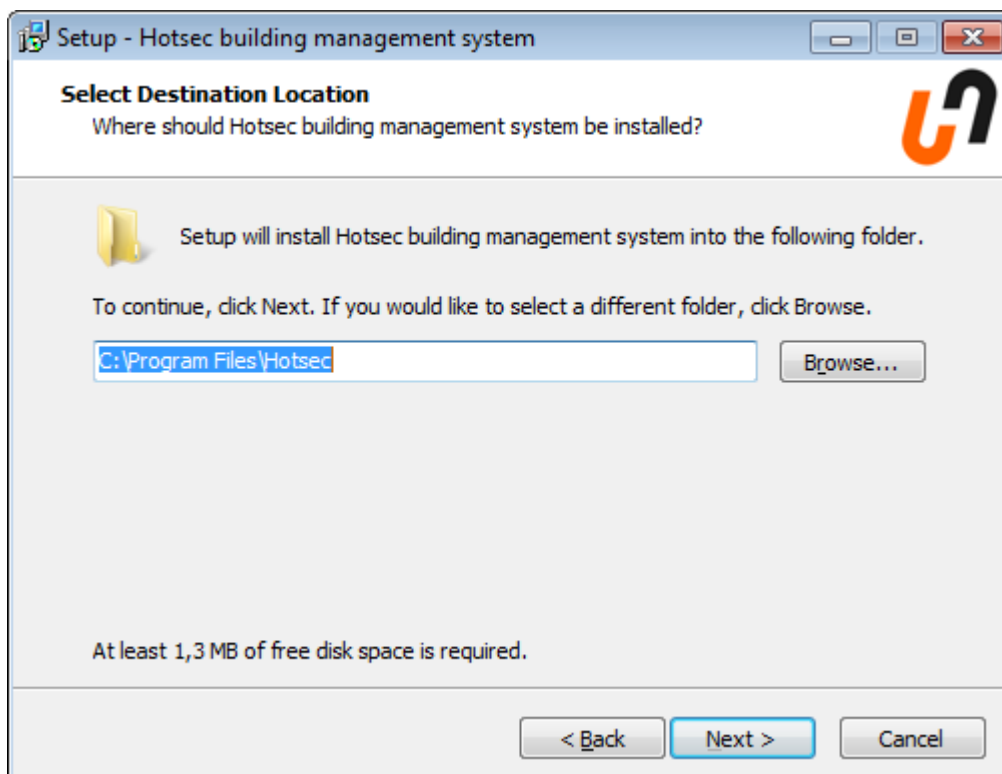 Setup - Hotsec building management system
Select Destination Location
Where should Hotsec building management system be installed?
Setup will install Hotsec building management system into the following folder.
To continue, click Next. If you would like to select a different folder, click Browse.
C:\Program Files\Hotsec
Browse...
At least 1,3 MB of free disk space is required.
< Back
Next >
Cancel